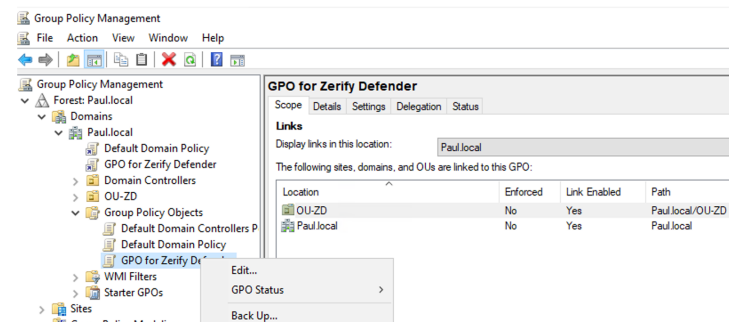 Group Policy Management
File Action View Window Help
Group Policy Management
Forest: Paul.local
Domains
Paul.local
Default Domain Policy
GPO for Zerify Defender
Domain Controllers
OU-ZD
Group Policy Objects
Default Domain Controllers P
Default Domain Policy
GPO for Zerify
WMI Filters
Starter GPOs
Sites
GPO for Zerify Defender
Scope Details Settings Delegation Status
Links
Display links in this location: Paul.local
The following sites, domains, and OUs are linked to this GPO:
Location Enforced Link Enabled Path
OU-ZD No Yes Paul.local/OU-ZD
Paul.local No Yes Paul.local
Edit...
GPO Status
Back Up...